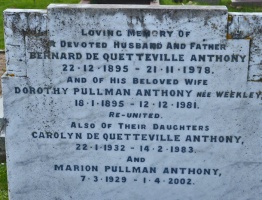 LOVING MEMORY OF
DEVOTED HUSBAND AND FATHER
BERNARD DE QUETTEVILLE ANTHONY
22-12-1895 - 21-11-1978.
AND OF HIS BELOVED WIFE
DOROTHY PULLMAN ANTHONY NÉE WEEKLEY,
18-1-1895 - 12-12-1981.
RE-UNITED.
ALSO OF THEIR DAUGHTERS
CAROLYN DE QUETTEVILLE ANTHONY,
22-1-1932 - 14-2-1983.
AND
MARION PULLMAN ANTHONY,
7-3-1929 - 1-4-2002.